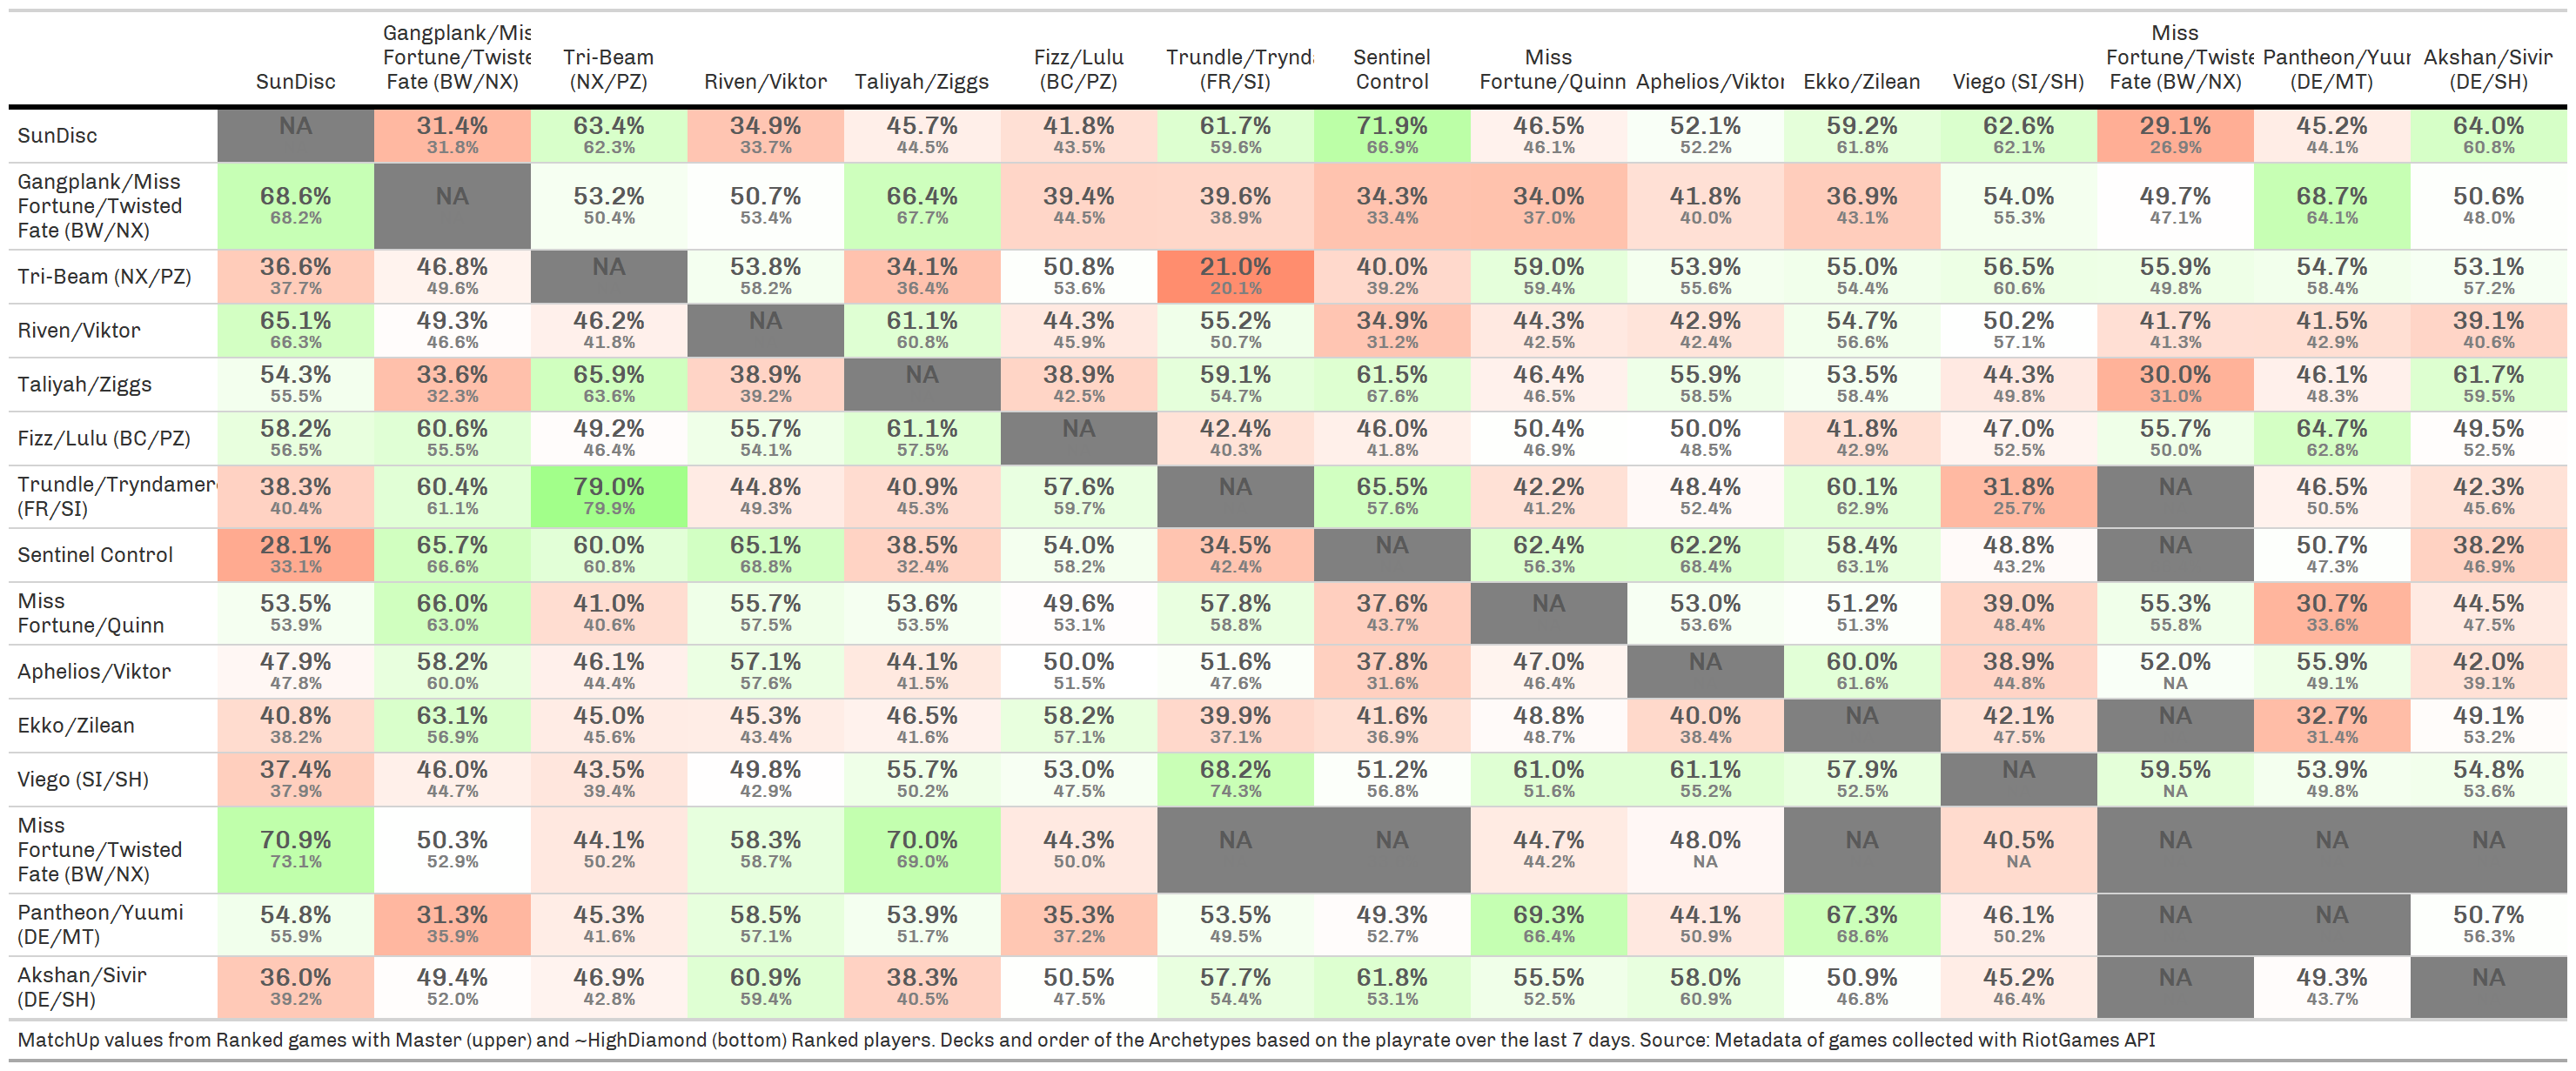 Gangplank/Mis
Miss
Fortune/Twiste
Tri-Beam
Fizz/Lulu
Trundle/Trynd
Sentinel
Miss
Fortune/Twiste
Pantheon/Yuur
Akshan/Sivir
SunDisc
Fate (BW/NX)
(NX/PZ)
Riven/Viktor
Taliyah/Ziggs
(BC/PZ)
(FR/SI)
Control
Fortune/Quinn
Aphelios/Viktor
Ekko/Zilean
Viego (SI/SH)
Fate (BW/NX)
(DE/MT)
(DE/SH)
SunDisc
NA 31.4% 63.4% 34.9% 45.7% 41.8% 61.7% 71.9% 46.5% 52.1% 59.2% 62.6% 29.1% 45.2% 64.0%
31.8% 62.3% 33.7% 44.5% 43.5% 59.6% 66.9% 46.1% 52.2% 61.8% 62.1% 26.9% 44.1% 60.8%
Gangplank/Miss
Fortune/Twisted
Fate (BW/NX)
68.6% NA 53.2% 50.7% 66.4% 39.4% 39.6% 34.3% 34.0% 41.8% 36.9% 54.0% 49.7% 68.7% 50.6%
68.2% 50.4% 53.4% 67.7% 44.5% 38.9% 33.4% 37.0% 40.0% 43.1% 55.3% 47.1% 64.1% 48.0%
Tri-Beam (NX/PZ)
36.6% 46.8% NA 53.8% 34.1% 50.8% 21.0% 40.0% 59.0% 53.9% 55.0% 56.5% 55.9% 54.7% 53.1%
37.7% 49.6% 58.2% 36.4% 53.6% 20.1% 39.2% 59.4% 55.6% 54.4% 60.6% 49.8% 58.4% 57.2%
Riven/Viktor
65.1% 49.3% 46.2% NA 61.1% 44.3% 55.2% 34.9% 44.3% 42.9% 54.7% 50.2% 41.7% 41.5% 39.1%
66.3% 46.6% 41.8% 60.8% 45.9% 50.7% 31.2% 42.5% 42.4% 56.6% 57.1% 41.3% 42.9% 40.6%
Taliyah/Ziggs
54.3% 33.6% 65.9% 38.9% NA 38.9% 59.1% 61.5% 46.4% 55.9% 53.5% 44.3% 30.0% 46.1% 61.7%
55.5% 32.3% 63.6% 39.2% 42.5% 54.7% 67.6% 46.5% 58.5% 58.4% 49.8% 31.0% 48.3% 59.5%
Fizz/Lulu (BC/PZ)
58.2% 60.6% 49.2% 55.7% 61.1% NA 42.4% 46.0% 50.4% 50.0% 41.8% 47.0% 55.7% 64.7% 49.5%
56.5% 55.5% 46.4% 54.1% 57.5% 40.3% 41.8% 46.9% 48.5% 42.9% 52.5% 50.0% 62.8% 52.5%
Trundle/Tryndamer
(FR/SI)
38.3% 60.4% 79.0% 44.8% 40.9% 57.6% NA 65.5% 42.2% 48.4% 60.1% 31.8% NA 46.5% 42.3%
40.4% 61.1% 79.9% 49.3% 45.3% 59.7% 57.6% 41.2% 52.4% 62.9% 25.7% 50.5% 45.6%
Sentinel Control
28.1% 65.7% 60.0% 65.1% 38.5% 54.0% 34.5% NA 62.4% 62.2% 58.4% 48.8% NA 50.7% 38.2%
33.1% 66.6% 60.8% 68.8% 32.4% 58.2% 42.4% 56.3% 68.4% 63.1% 43.2% 47.3% 46.9%
Miss
Fortune/Quinn
53.5% 66.0% 41.0% 55.7% 53.6% 49.6% 57.8% 37.6% NA 53.0% 51.2% 39.0% 55.3% 30.7% 44.5%
53.9% 63.0% 40.6% 57.5% 53.5% 53.1% 58.8% 43.7% 53.6% 51.3% 48.4% 55.8% 33.6% 47.5%
Aphelios/Viktor
47.9% 58.2% 46.1% 57.1% 44.1% 50.0% 51.6% 37.8% 47.0% NA 60.0% 38.9% 52.0% 55.9% 42.0%
47.8% 60.0% 44.4% 57.6% 41.5% 51.5% 47.6% 31.6% 46.4% 61.6% 44.8% NA 49.1% 39.1%
Ekko/Zilean
40.8% 63.1% 45.0% 45.3% 46.5% 58.2% 39.9% 41.6% 48.8% 40.0% NA 42.1% NA 32.7% 49.1%
38.2% 56.9% 45.6% 43.4% 41.6% 57.1% 37.1% 36.9% 48.7% 38.4% 47.5% 31.4% 53.2%
Viego (SI/SH)
37.4% 46.0% 43.5% 49.8% 55.7% 53.0% 68.2% 51.2% 61.0% 61.1% 57.9% NA 59.5% 53.9% 54.8%
37.9% 44.7% 39.4% 42.9% 50.2% 47.5% 74.3% 56.8% 51.6% 55.2% 52.5% NA 49.8% 53.6%
Miss
Fortune/Twisted
Fate (BW/NX)
70.9% 50.3% 44.1% 58.3% 70.0% 44.3% NA NA 44.7% 48.0% NA 40.5% NA NA NA
73.1% 52.9% 50.2% 58.7% 69.0% 50.0% 44.2% NA NA
Pantheon/Yuumi
(DE/MT)
54.8% 31.3% 45.3% 58.5% 53.9% 35.3% 53.5% 49.3% 69.3% 44.1% 67.3% 46.1% NA NA 50.7%
55.9% 35.9% 41.6% 57.1% 51.7% 37.2% 49.5% 52.7% 66.4% 50.9% 68.6% 50.2% 56.3%
Akshan/Sivir
(DE/SH)
36.0% 49.4% 46.9% 60.9% 38.3% 50.5% 57.7% 61.8% 55.5% 58.0% 50.9% 45.2% NA 49.3% NA
39.2% 52.0% 42.8% 59.4% 40.5% 47.5% 54.4% 53.1% 52.5% 60.9% 46.8% 46.4% 43.7%
MatchUp values from Ranked games with Master (upper) and ~HighDiamond (bottom) Ranked players. Decks and order of the Archetypes based on the playrate over the last 7 days. Source: Metadata of games collected with RiotGames API